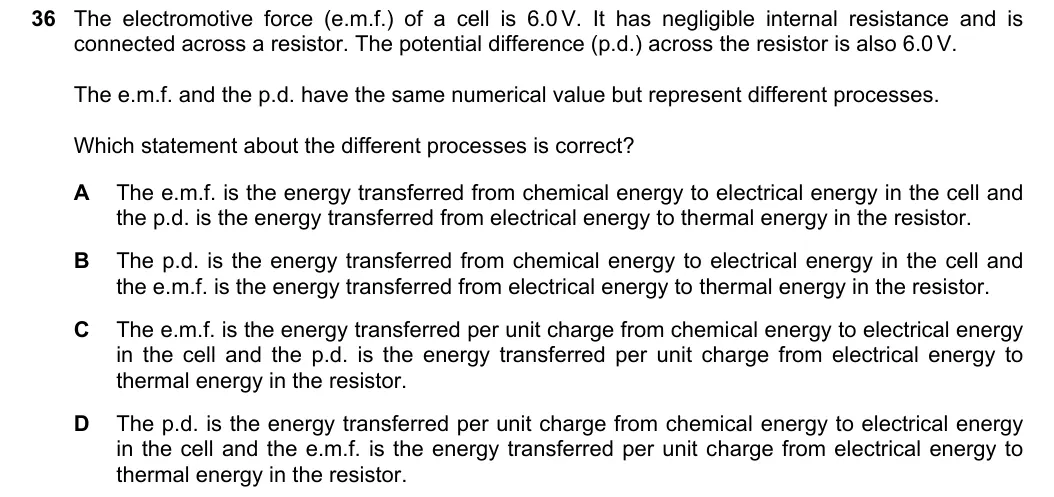 36 The electromotive force (e.m.f.) of a cell is 6.0 V. It has negligible internal resistance and is
connected across a resistor. The potential difference (p.d.) across the resistor is also 6.0 V.
The e.m.f. and the p.d. have the same numerical value but represent different processes.
Which statement about the different processes is correct?
A The e.m.f. is the energy transferred from chemical energy to electrical energy in the cell and
the p.d. is the energy transferred from electrical energy to thermal energy in the resistor.
B The p.d. is the energy transferred from chemical energy to electrical energy in the cell and
the e.m.f. is the energy transferred from electrical energy to thermal energy in the resistor.
C The e.m.f. is the energy transferred per unit charge from chemical energy to electrical energy
in the cell and the p.d. is the energy transferred per unit charge from electrical energy to
thermal energy in the resistor.
D The p.d. is the energy transferred per unit charge from chemical energy to electrical energy
in the cell and the e.m.f. is the energy transferred per unit charge from electrical energy to
thermal energy in the resistor.